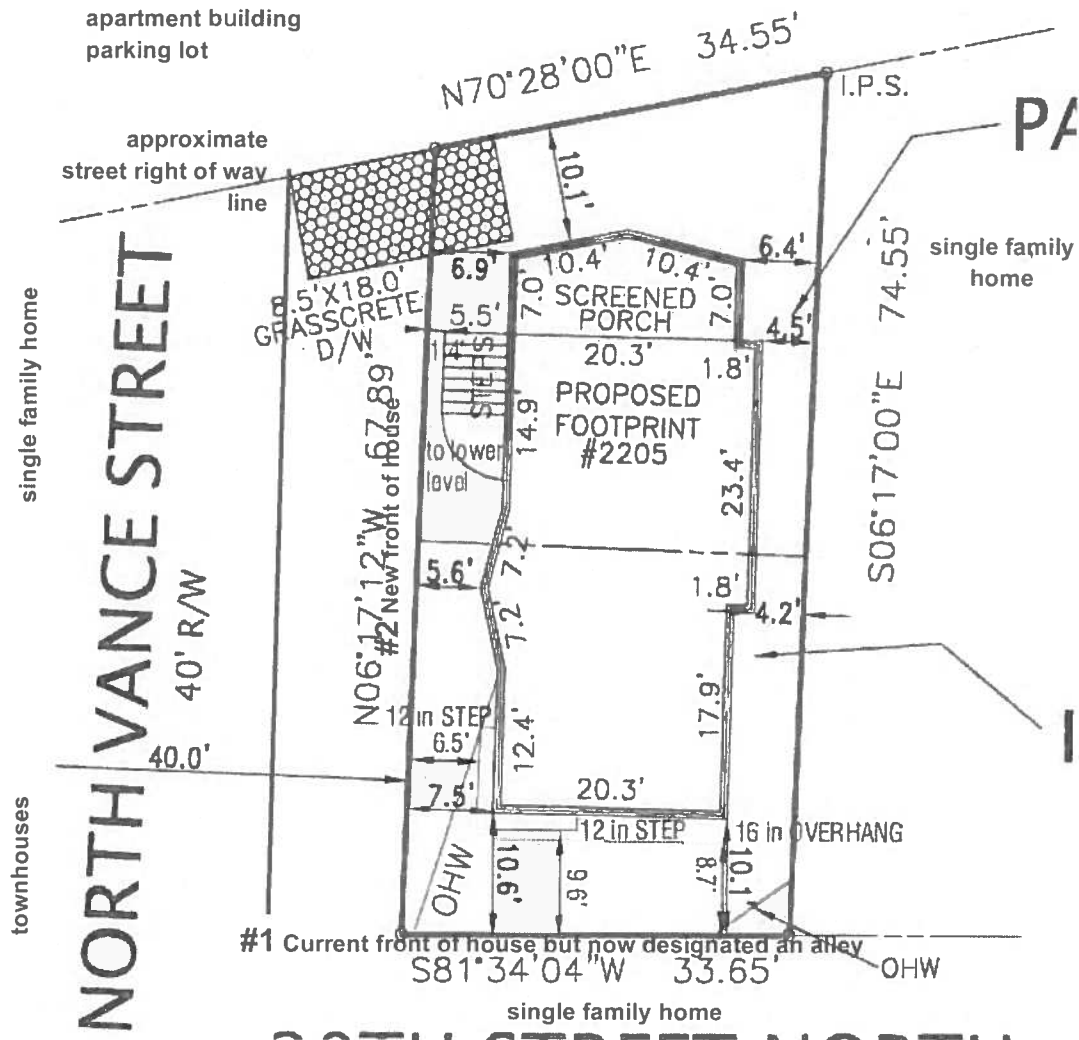 apartment building
parking lot
N70°28'00"E 34.55'
I.P.S.
approximate
street right of way
line
10.1'
PA
6.9'
10.4'
10.4'
6.4'
single family
home
8.5'X18.0'
GRASSCRETE
D/W
5.5'
7.0'
SCREENED
PORCH
7.0'
4.5'
1.4'
STEPS
20.3'
1.8'
PROPOSED
FOOTPRINT
#2205
14.9'
to lower
level
23.4'
S06°17'00"E 74.55'
single family home
NORTH VANCE STREET
40' R/W
N06°17'12"W 67.89'
#2 New front of house
5.6'
7.2'
7.2'
1.8'
4.2'
12 in STEP
6.5'
12.4'
17.9'
40.0'
7.5'
20.3'
12 in STEP
16 in OVERHANG
townhouses
OHW
10.6'
9.6'
8.7'
10.1
#1 Current front of house but now designated an alley
S81°34'04"W 33.65'
OHW
single family home
STREET NORTH